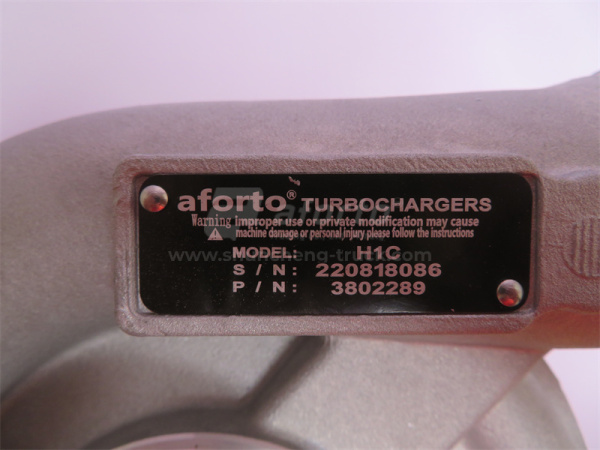 aforto® TURBOCHARGERS
Warning Improper use or private modification may cause
machine damage or personal injury please follow the instructions
MODEL: H1C
S / N: 220818086
P / N: 3802289